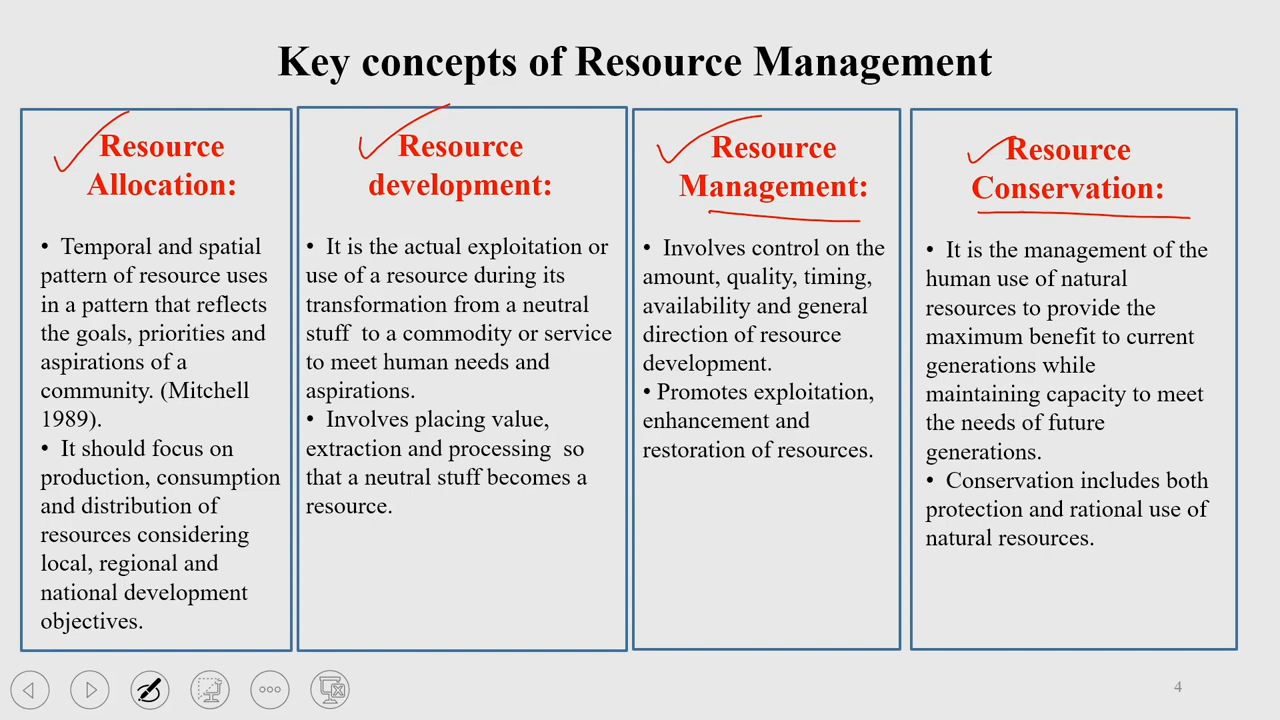 Key concepts of Resource Management
Resource
Allocation:
• Temporal and spatial
pattern of resource uses
in a pattern that reflects
the goals, priorities and
aspirations of a
community. (Mitchell
1989).
• It should focus on
production, consumption
and distribution of
resources considering
local, regional and
national development
objectives.
Resource
development:
• It is the actual exploitation or
use of a resource during its
transformation from a neutral
stuff to a commodity or service
to meet human needs and
aspirations.
• Involves placing value,
extraction and processing so
that a neutral stuff becomes a
resource.
Resource
Management:
• Involves control on the
amount, quality, timing,
availability and general
direction of resource
development.
• Promotes exploitation,
enhancement and
restoration of resources.
Resource
Conservation:
• It is the management of the
human use of natural
resources to provide the
maximum benefit to current
generations while
maintaining capacity to meet
the needs of future
generations.
• Conservation includes both
protection and rational use of
natural resources.
4